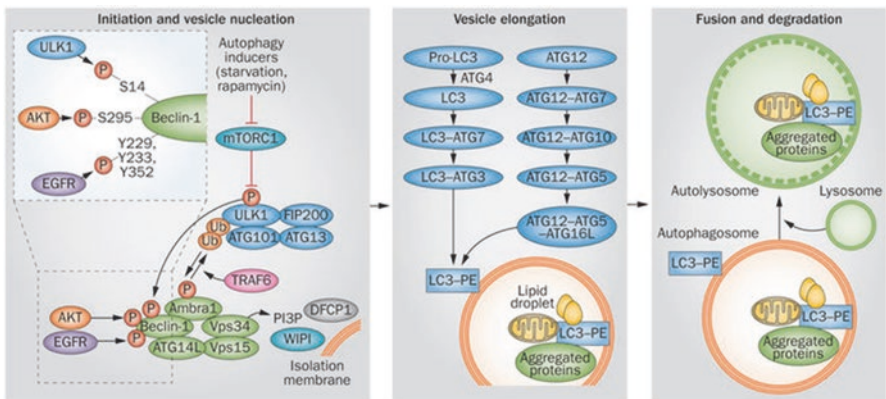 Initiation and vesicle nucleation
ULK1
P
S14
AKT
P
S295
Beclin-1
Y229,
Y233,
Y352
P
EGFR
Autophagy
inducers
(starvation,
rapamycin)
mTORC1
P
ULK1
FIP200
Ub
Ub
ATG101
ATG13
P
TRAF6
AKT
P
P
Ambra1
Beclin-1
Vps34
PI3P
DFCP1
EGFR
P
ATG14L
Vps15
WIPI
Isolation
membrane
Vesicle elongation
Pro-LC3
ATG4
LC3
LC3–ATG7
LC3–ATG3
ATG12
ATG12–ATG7
ATG12–ATG10
ATG12–ATG5
ATG12–ATG5
–ATG16L
LC3–PE
Lipid
droplet
LC3–PE
Aggregated
proteins
Fusion and degradation
LC3–PE
Aggregated
proteins
Autolysosome
Lysosome
Autophagosome
LC3–PE
LC3–PE
Aggregated
proteins